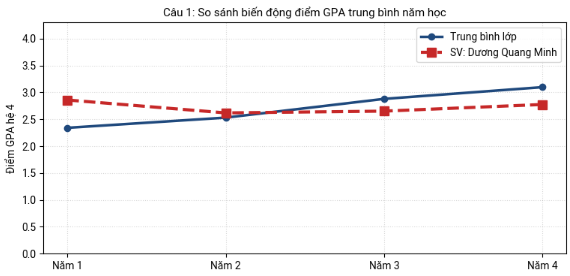 Câu 1: So sánh biến động điểm GPA trung bình năm học
Trung bình lớp
SV: Dương Quang Minh
Điểm GPA hệ 4
4.0
3.5
3.0
2.5
2.0
1.5
1.0
0.5
0.0
Năm 1 Năm 2 Năm 3 Năm 4